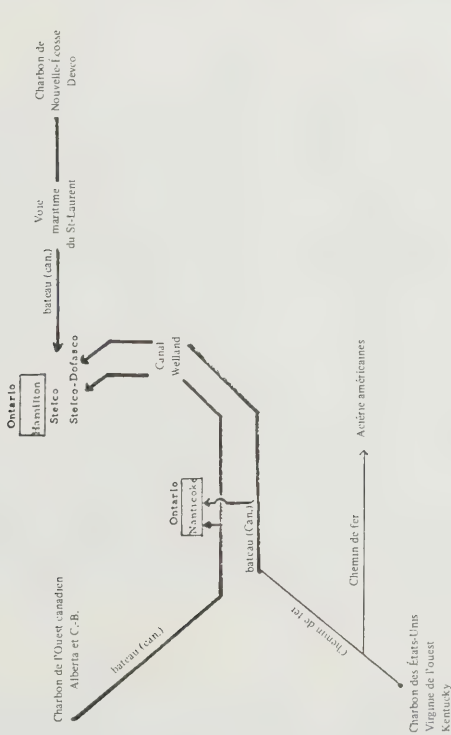 Ontario
Hamilton
Stelco
Stelco-Dofasco
bateau (can.)
Voie
maritime
du St-Laurent
Charbon de
Nouvelle-Écosse
Devco
Canal
Welland
Ontario
Nanticoke
Charbon de l'Ouest canadien
Alberta et C.-B.
bateau (can.)
bateau (Can.)
Chemin de fer
Chemin de fer
Aciérie américaines
Charbon des États-Unis
Virginie de l'ouest
Kentucky